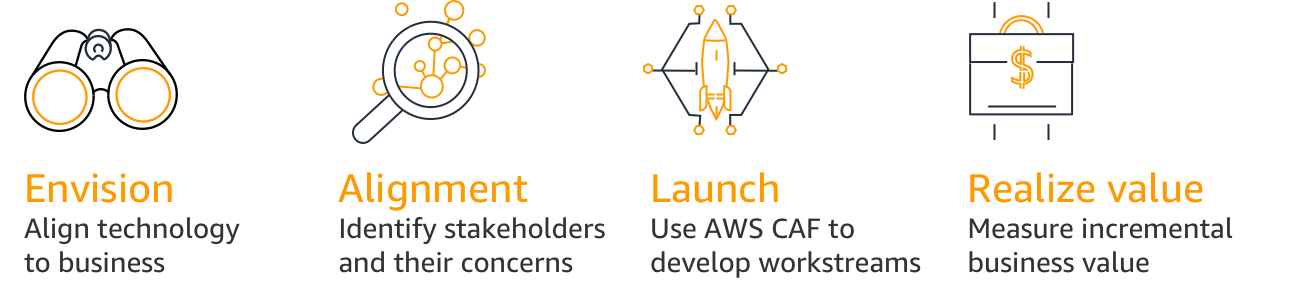 Envision
Align technology
to business
Alignment
Identify stakeholders
and their concerns
Launch
Use AWS CAF to
develop workstreams
$
Realize value
Measure incremental
business value